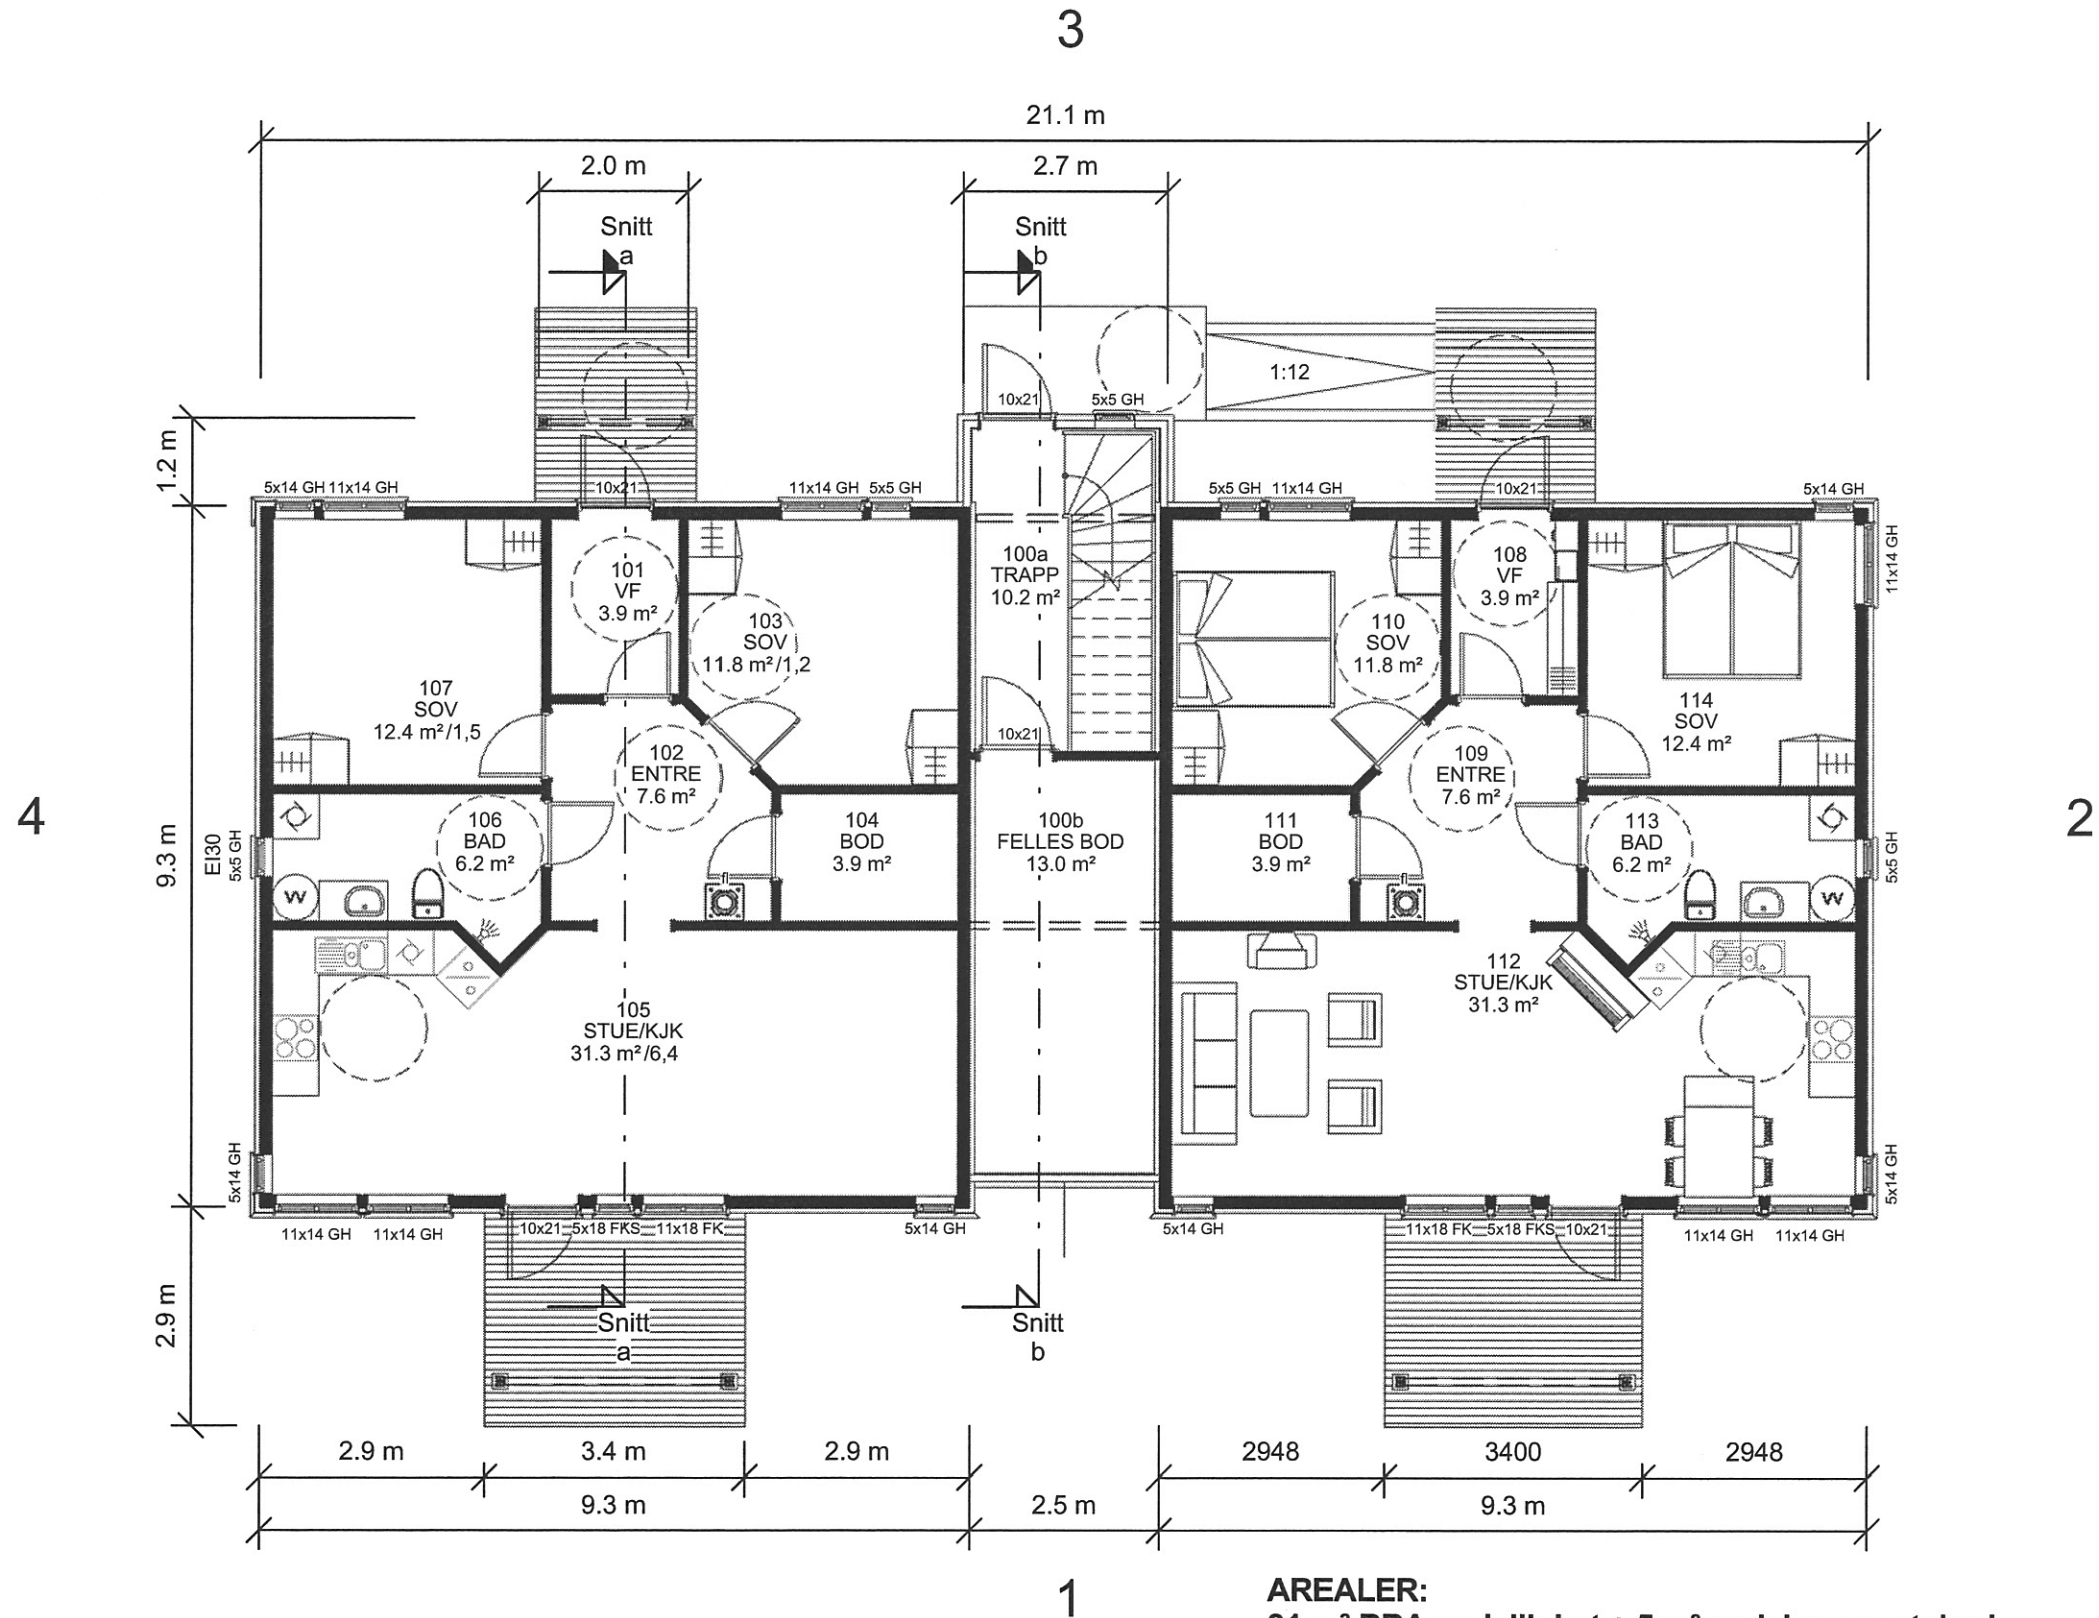 3
21.1 m
2.0 m
2.7 m
Snitt
a
Snitt
b
1:12
10x21
5x5 GH
1.2 m
5x14 GH 11x14 GH
10x21
11x14 GH 5x5 GH
5x5 GH 11x14 GH
10x21
5x14 GH
11x14 GH
101
VF
3.9 m²
103
SOV
11.8 m²/1,2
100a
TRAPP
10.2 m²
110
SOV
11.8 m²
108
VF
3.9 m²
107
SOV
12.4 m²/1,5
114
SOV
12.4 m²
102
ENTRE
7.6 m²
10x21
109
ENTRE
7.6 m²
4
9.3 m
EI30
5x5 GH
106
BAD
6.2 m²
104
BOD
3.9 m²
100b
FELLES BOD
13.0 m²
111
BOD
3.9 m²
113
BAD
6.2 m²
5x5 GH
2
W
fl
fl
W
105
STUE/KJK
31.3 m²/6,4
112
STUE/KJK
31.3 m²
5x14 GH
5x14 GH
11x14 GH
11x14 GH
10x21
5x18 FKS
11x18 FK
5x14 GH
5x14 GH
11x18 FK
5x18 FKS
10x21
11x14 GH
11x14 GH
2.9 m
Snitt
a
Snitt
b
2.9 m
3.4 m
2.9 m
2948
3400
2948
9.3 m
2.5 m
9.3 m
1
AREALER: